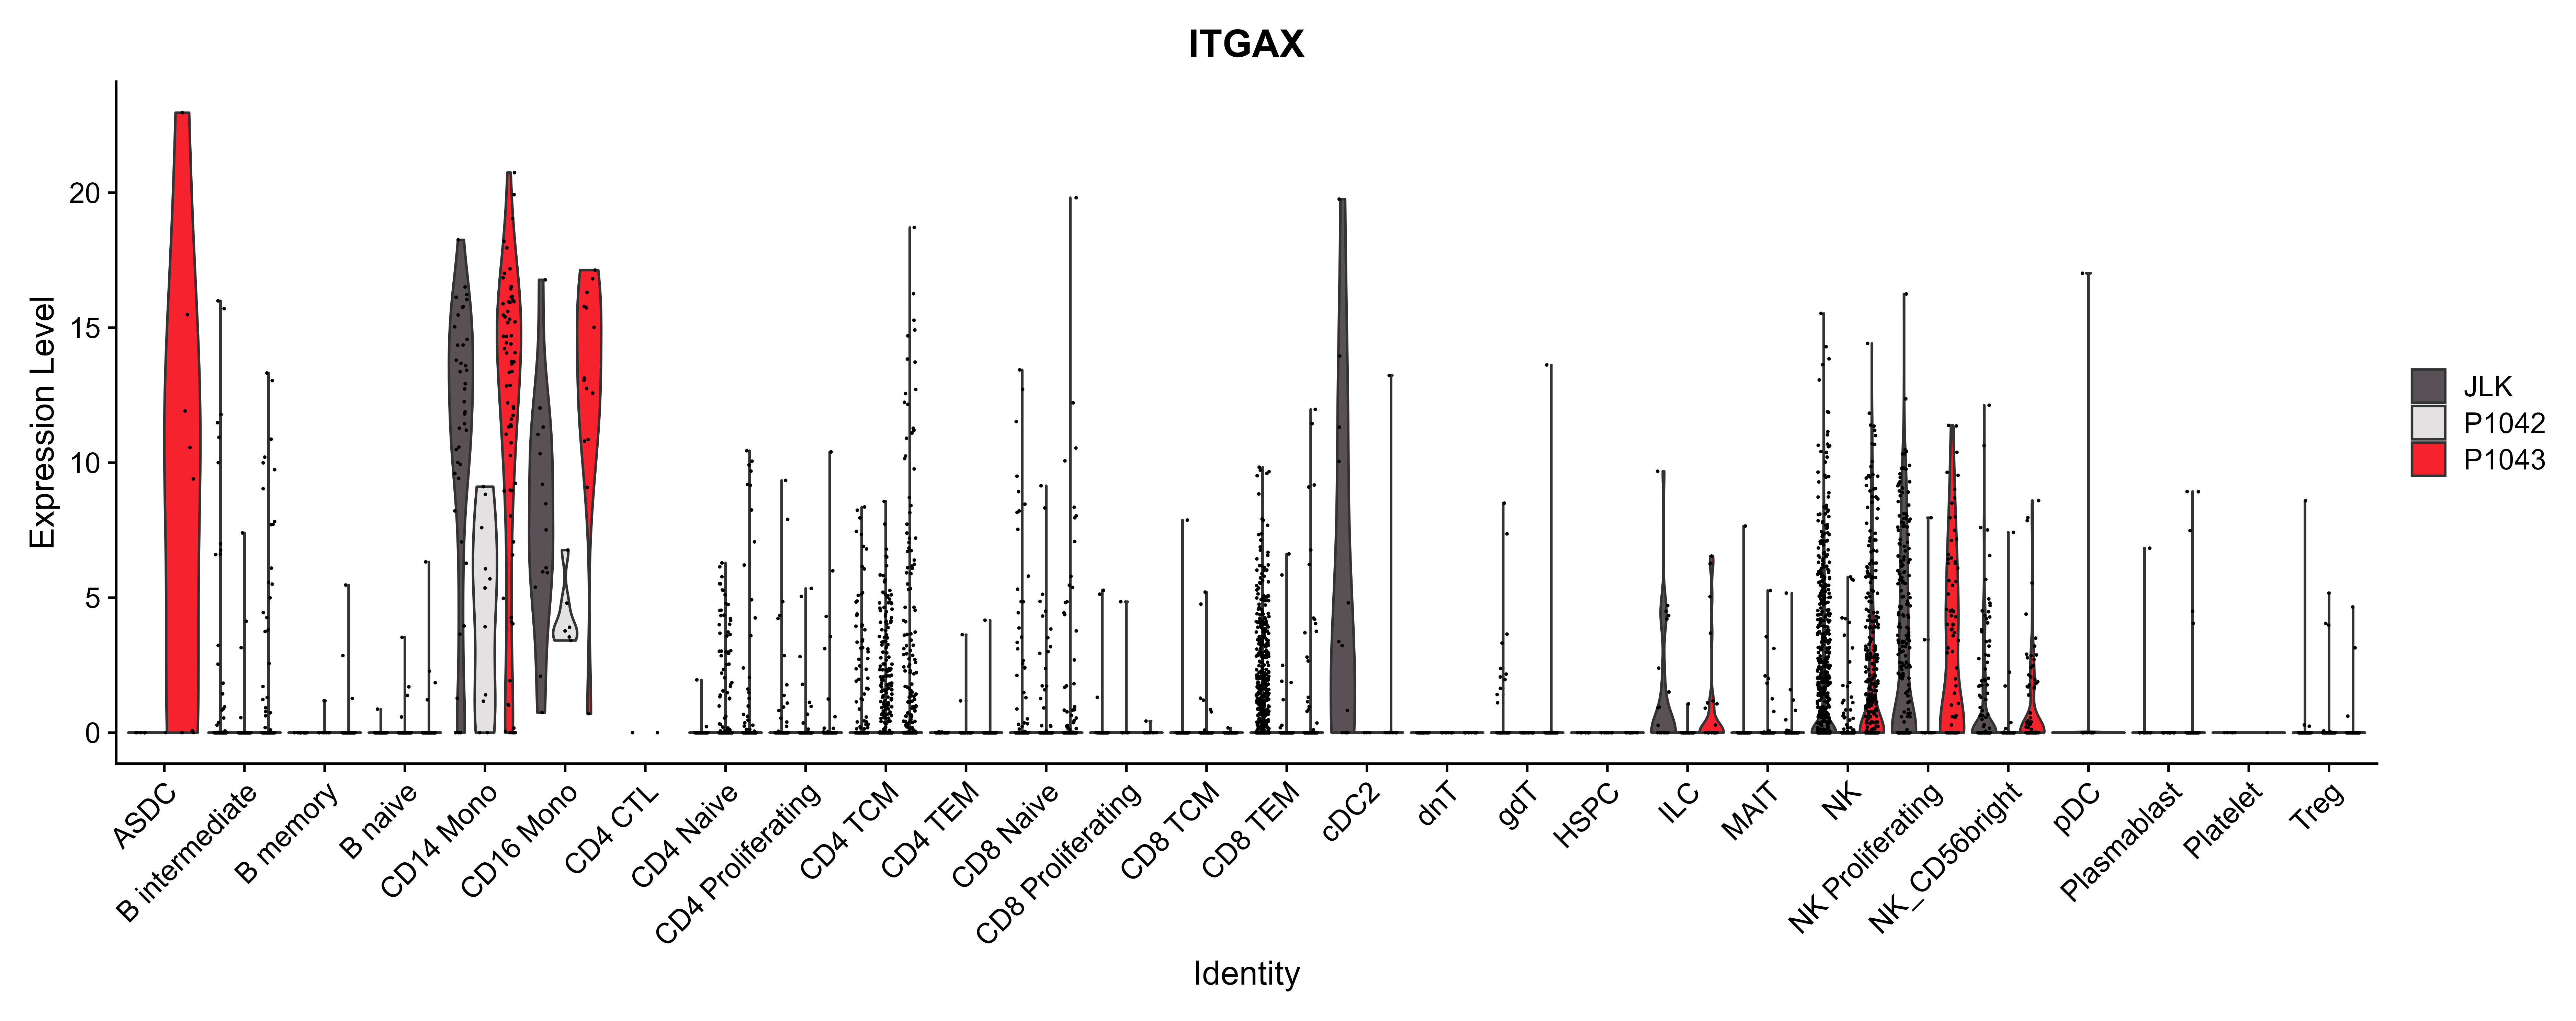 ITGAX
Expression Level
20
15
10
5
0
JLK
P1042
P1043
ASDC
B intermediate
B memory
B naive
CD14 Mono
CD16 Mono
CD4 CTL
CD4 Naive
CD4 Proliferating
CD4 TCM
CD4 TEM
CD8 Naive
CD8 Proliferating
CD8 TCM
CD8 TEM
cDC2
dnT
gdT
HSPC
ILC
MAIT
NK
NK Proliferating
NK_CD56bright
pDC
Plasmablast
Platelet
Treg
Identity